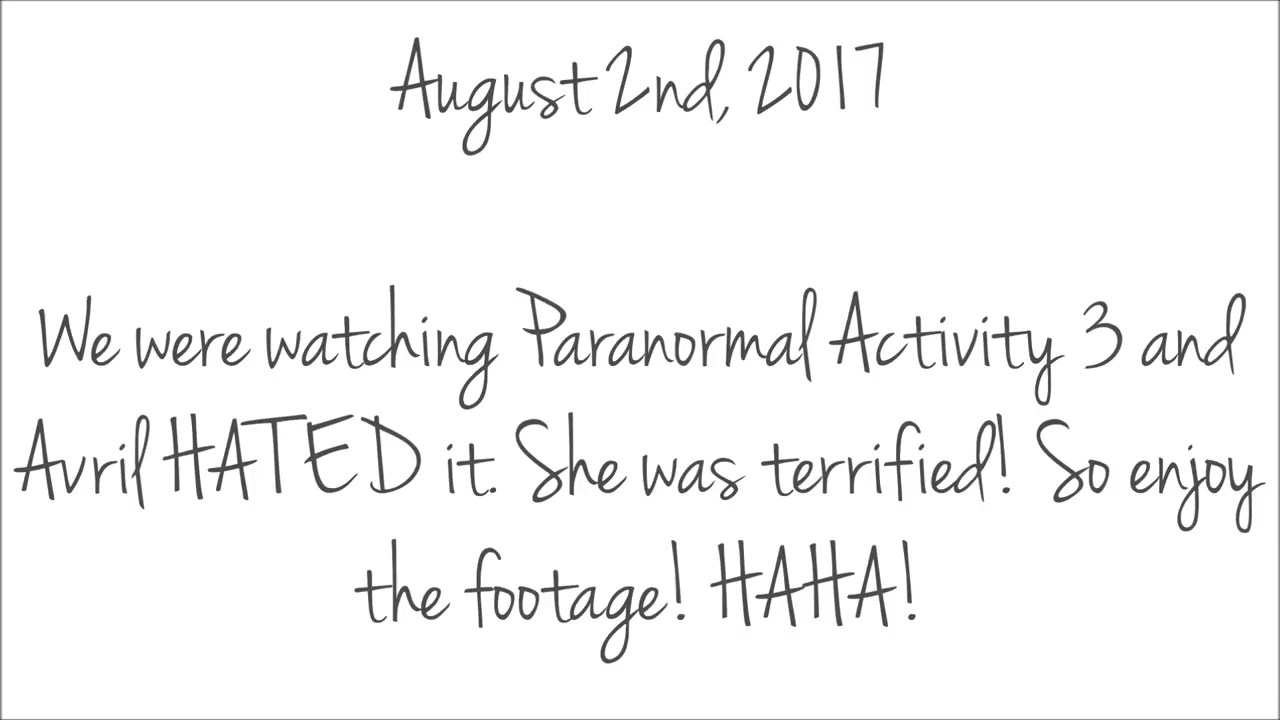 August 2nd, 2017
We were watching Paranormal Activity 3 and
Avril HATED it. She was terrified! So enjoy
the footage! HAHA!